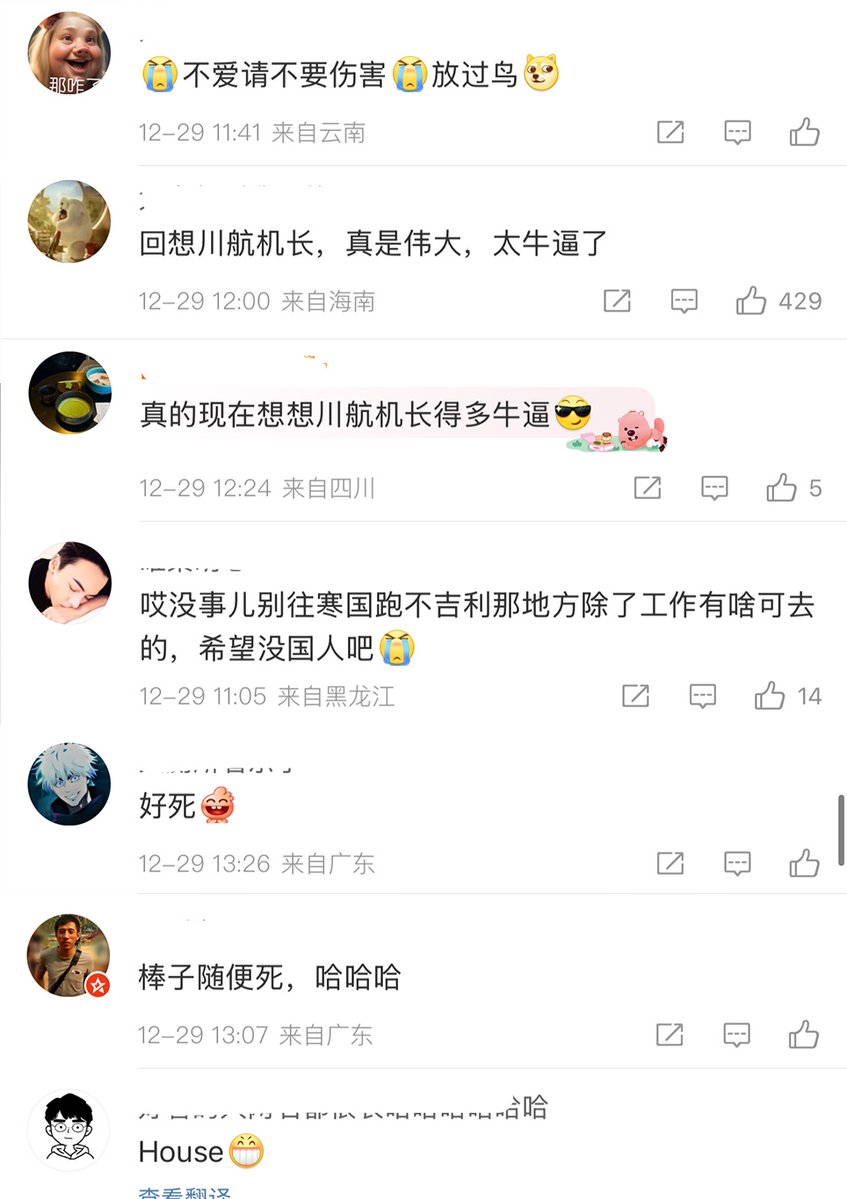 那咋了
😭不爱请不要伤害😭放过鸟
12-29 11:41 来自云南
回想川航机长，真是伟大，太牛逼了
12-29 12:00 来自海南
429
真的现在想想川航机长得多牛逼😎
12-29 12:24 来自四川
5
哎没事儿别往寒国跑不吉利那地方除了工作有啥可去
的，希望没国人吧😭
12-29 11:05 来自黑龙江
14
好死
12-29 13:26 来自广东
棒子随便死，哈哈哈
12-29 13:07 来自广东
哈哈
House😁
查看翻译